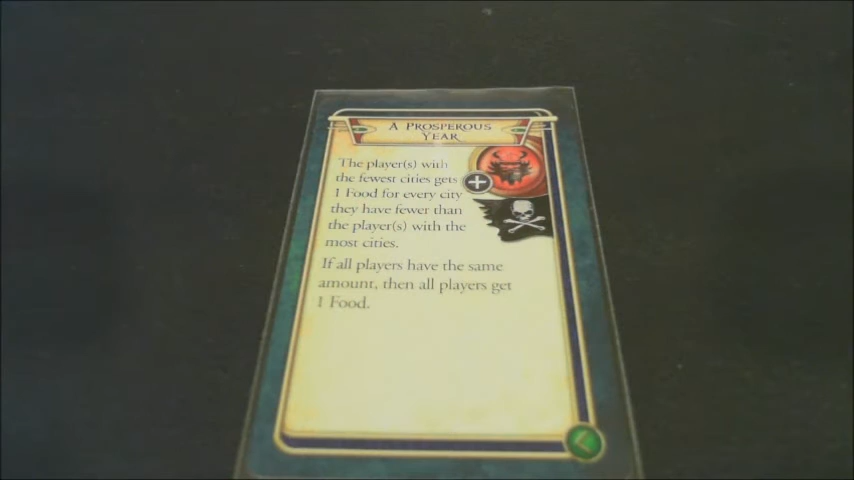 A Prosperous
Year
The player(s) with
the fewest cities gets
1 Food for every city
they have fewer than
the player(s) with the
most cities.
If all players have the same
amount, then all players get
1 Food.